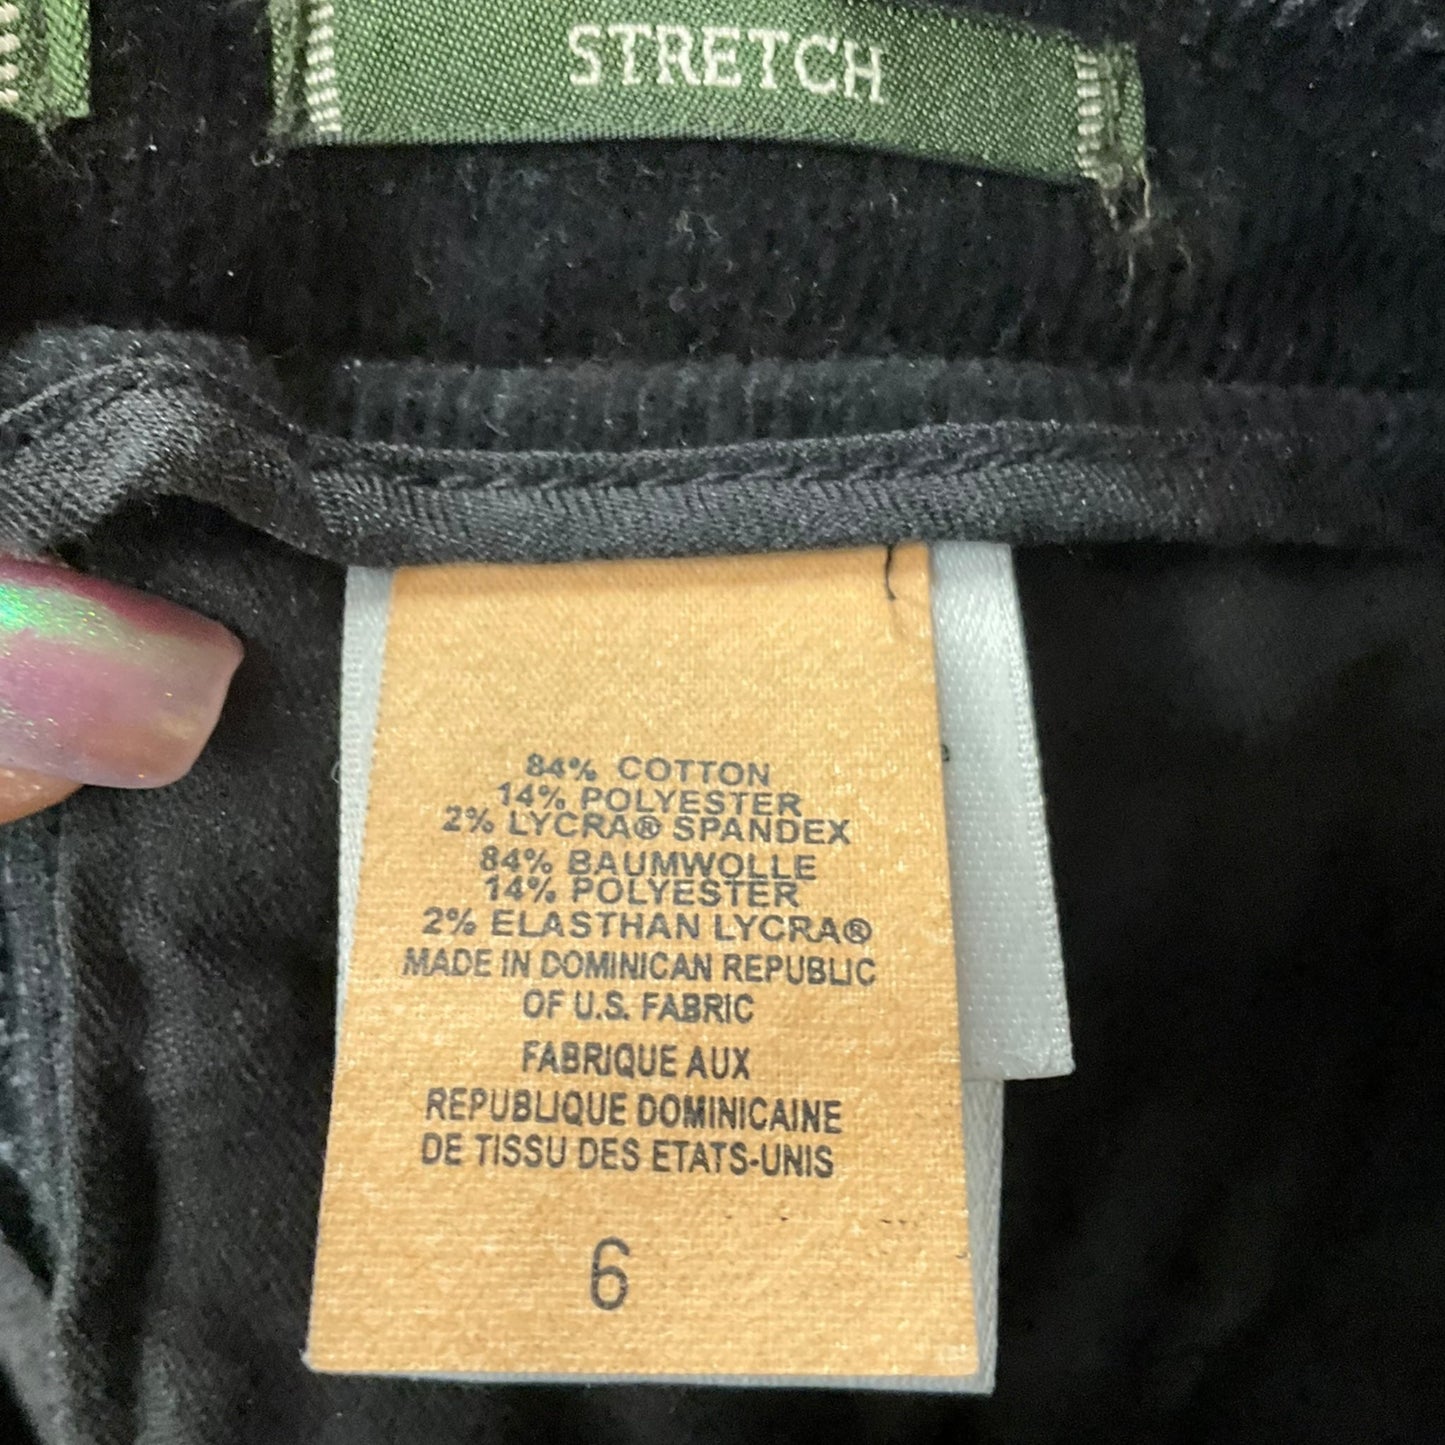 STRETCH
84% COTTON
14% POLYESTER
2% LYCRA® SPANDEX
84% BAUMWOLLE
14% POLYESTER
2% ELASTHAN LYCRA®
MADE IN DOMINICAN REPUBLIC
OF U.S. FABRIC
FABRIQUE AUX
REPUBLIQUE DOMINICAINE
DE TISSU DES ETATS-UNIS
6